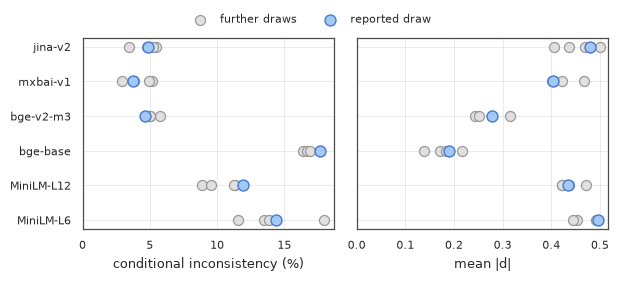 further draws
reported draw
jina-v2
mxbai-v1
bge-v2-m3
bge-base
MiniLM-L12
MiniLM-L6
0 5 10 15
0.0 0.1 0.2 0.3 0.4 0.5
conditional inconsistency (%)
mean |d|